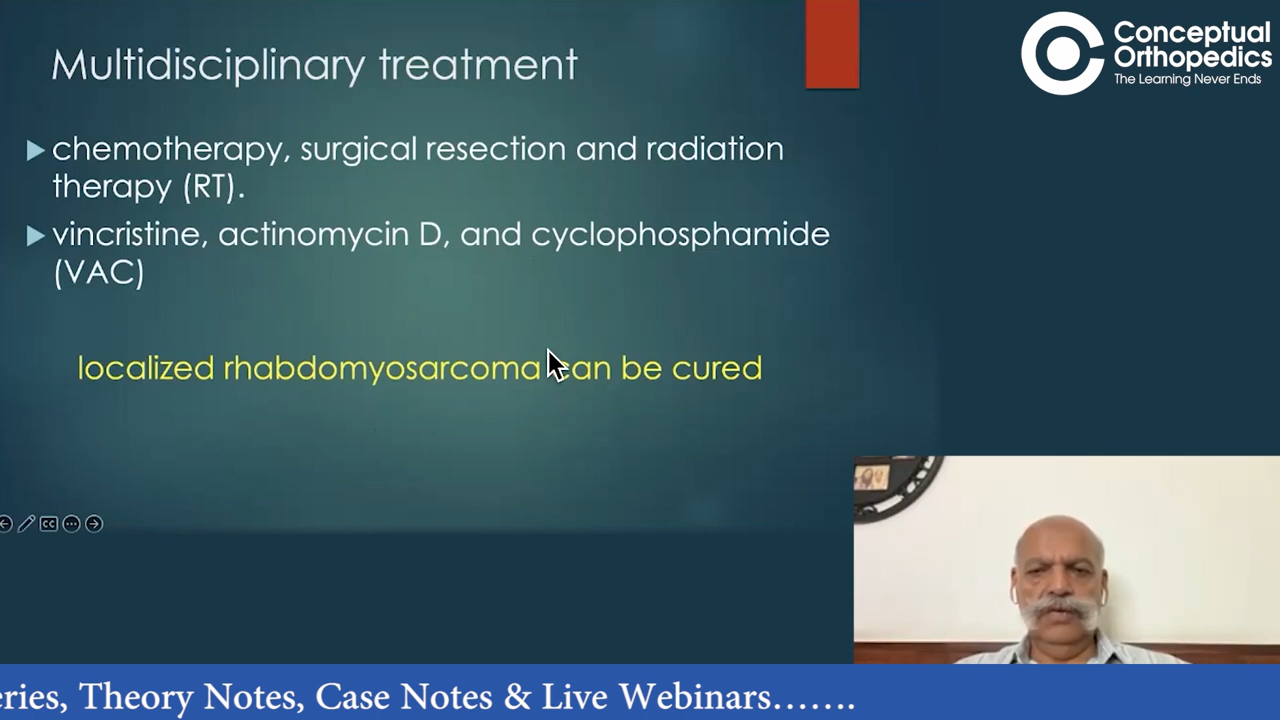 Multidisciplinary treatment
chemotherapy, surgical resection and radiation
therapy (RT).
vincristine, actinomycin D, and cyclophosphamide
(VAC)
localized rhabdomyosarcoma can be cured
Conceptual
Orthopedics
The Learning Never Ends
CC
eries, Theory Notes, Case Notes & Live Webinars.......